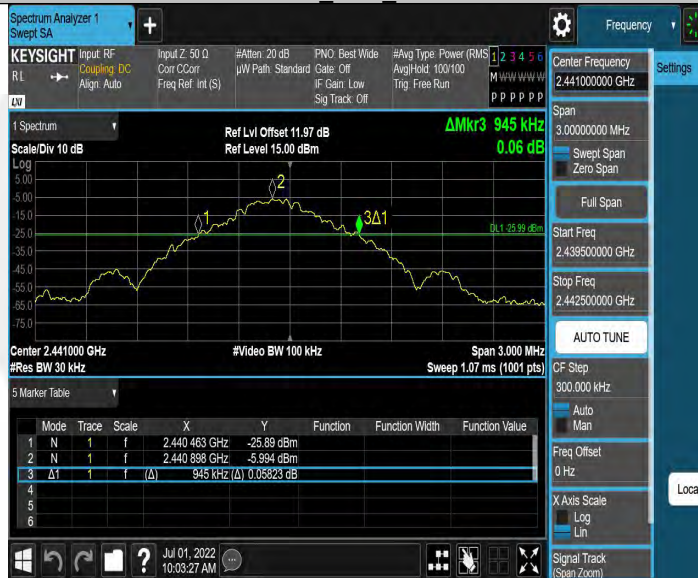 Spectrum Analyzer 1
Swept SA
+
Frequency
KEYSIGHT
RL
Input: RF
Coupling: DC
Align: Auto
Input Z: 50 Ω
Corr CCorr
Freq Ref: Int (S)
#Atten: 20 dB
µW Path: Standard
PNO: Best Wide
Gate: Off
IF Gain: Low
Sig Track: Off
#Avg Type: Power (RMS
Avg|Hold: 100/100
Trig: Free Run
1 2 3 4 5 6
M W W W W W
P P P P P P
LXI
1 Spectrum
Scale/Div 10 dB
Ref Lvl Offset 11.97 dB
Ref Level 15.00 dBm
ΔMkr3 945 kHz
0.06 dB
Log
5.00
-5.00
-15.0
-25.0
-35.0
-45.0
-55.0
-65.0
-75.0
1
2
3Δ1
DL1 -25.99 dBm
Center 2.441000 GHz
#Res BW 30 kHz
#Video BW 100 kHz
Span 3.000 MHz
Sweep 1.07 ms (1001 pts)
5 Marker Table
Mode Trace Scale X Y Function Function Width Function Value
1 N 1 f 2.440 463 GHz -25.89 dBm
2 N 1 f 2.440 898 GHz -5.994 dBm
3 Δ1 1 f (Δ) 945 kHz (Δ) 0.05823 dB
4
5
6
?
Jul 01, 2022
10:03:27 AM
Center Frequency
2.441000000 GHz
Settings
Span
3.00000000 MHz
Swept Span
Zero Span
Full Span
Start Freq
2.439500000 GHz
Stop Freq
2.442500000 GHz
AUTO TUNE
CF Step
300.000 kHz
Auto
Man
Freq Offset
0 Hz
X Axis Scale
Log
Lin
Signal Track
(Span Zoom)
Loca